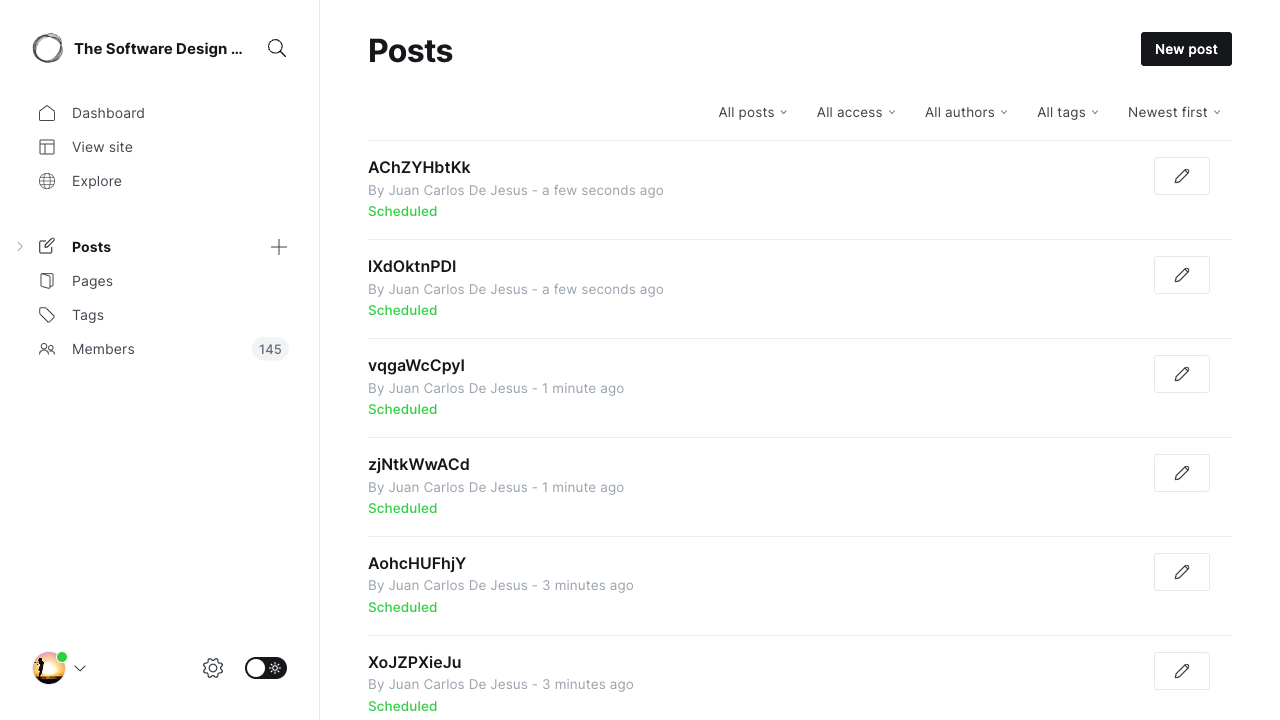 The Software Design ...
Dashboard
View site
Explore
Posts
Pages
Tags
Members 145
Posts
New post
All posts All access All authors All tags Newest first
AChZYHbtKk
By Juan Carlos De Jesus - a few seconds ago
Scheduled
lXdOktnPDl
By Juan Carlos De Jesus - a few seconds ago
Scheduled
vqgaWcCpyI
By Juan Carlos De Jesus - 1 minute ago
Scheduled
zjNtkWwACd
By Juan Carlos De Jesus - 1 minute ago
Scheduled
AohcHUFhjY
By Juan Carlos De Jesus - 3 minutes ago
Scheduled
XoJZPXieJu
By Juan Carlos De Jesus - 3 minutes ago
Scheduled